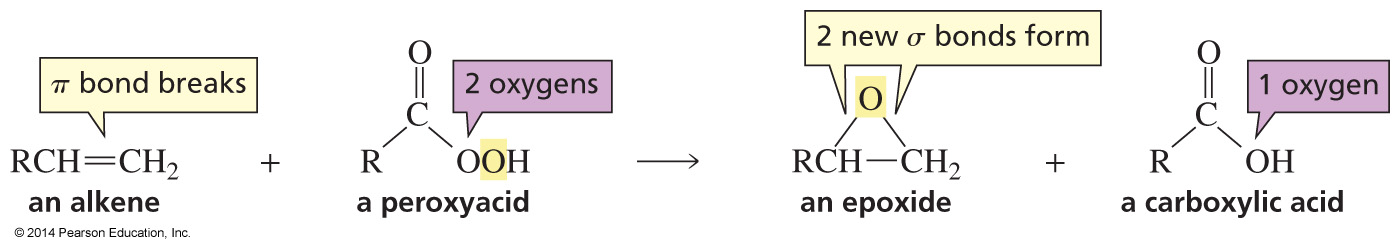 2 new σ bonds form
π bond breaks
O
2 oxygens
O
O
1 oxygen
C
C
RCH=CH₂ + R OOH ⟶ RCH—CH₂ + R OH
an alkene a peroxyacid an epoxide a carboxylic acid
© 2014 Pearson Education, Inc.